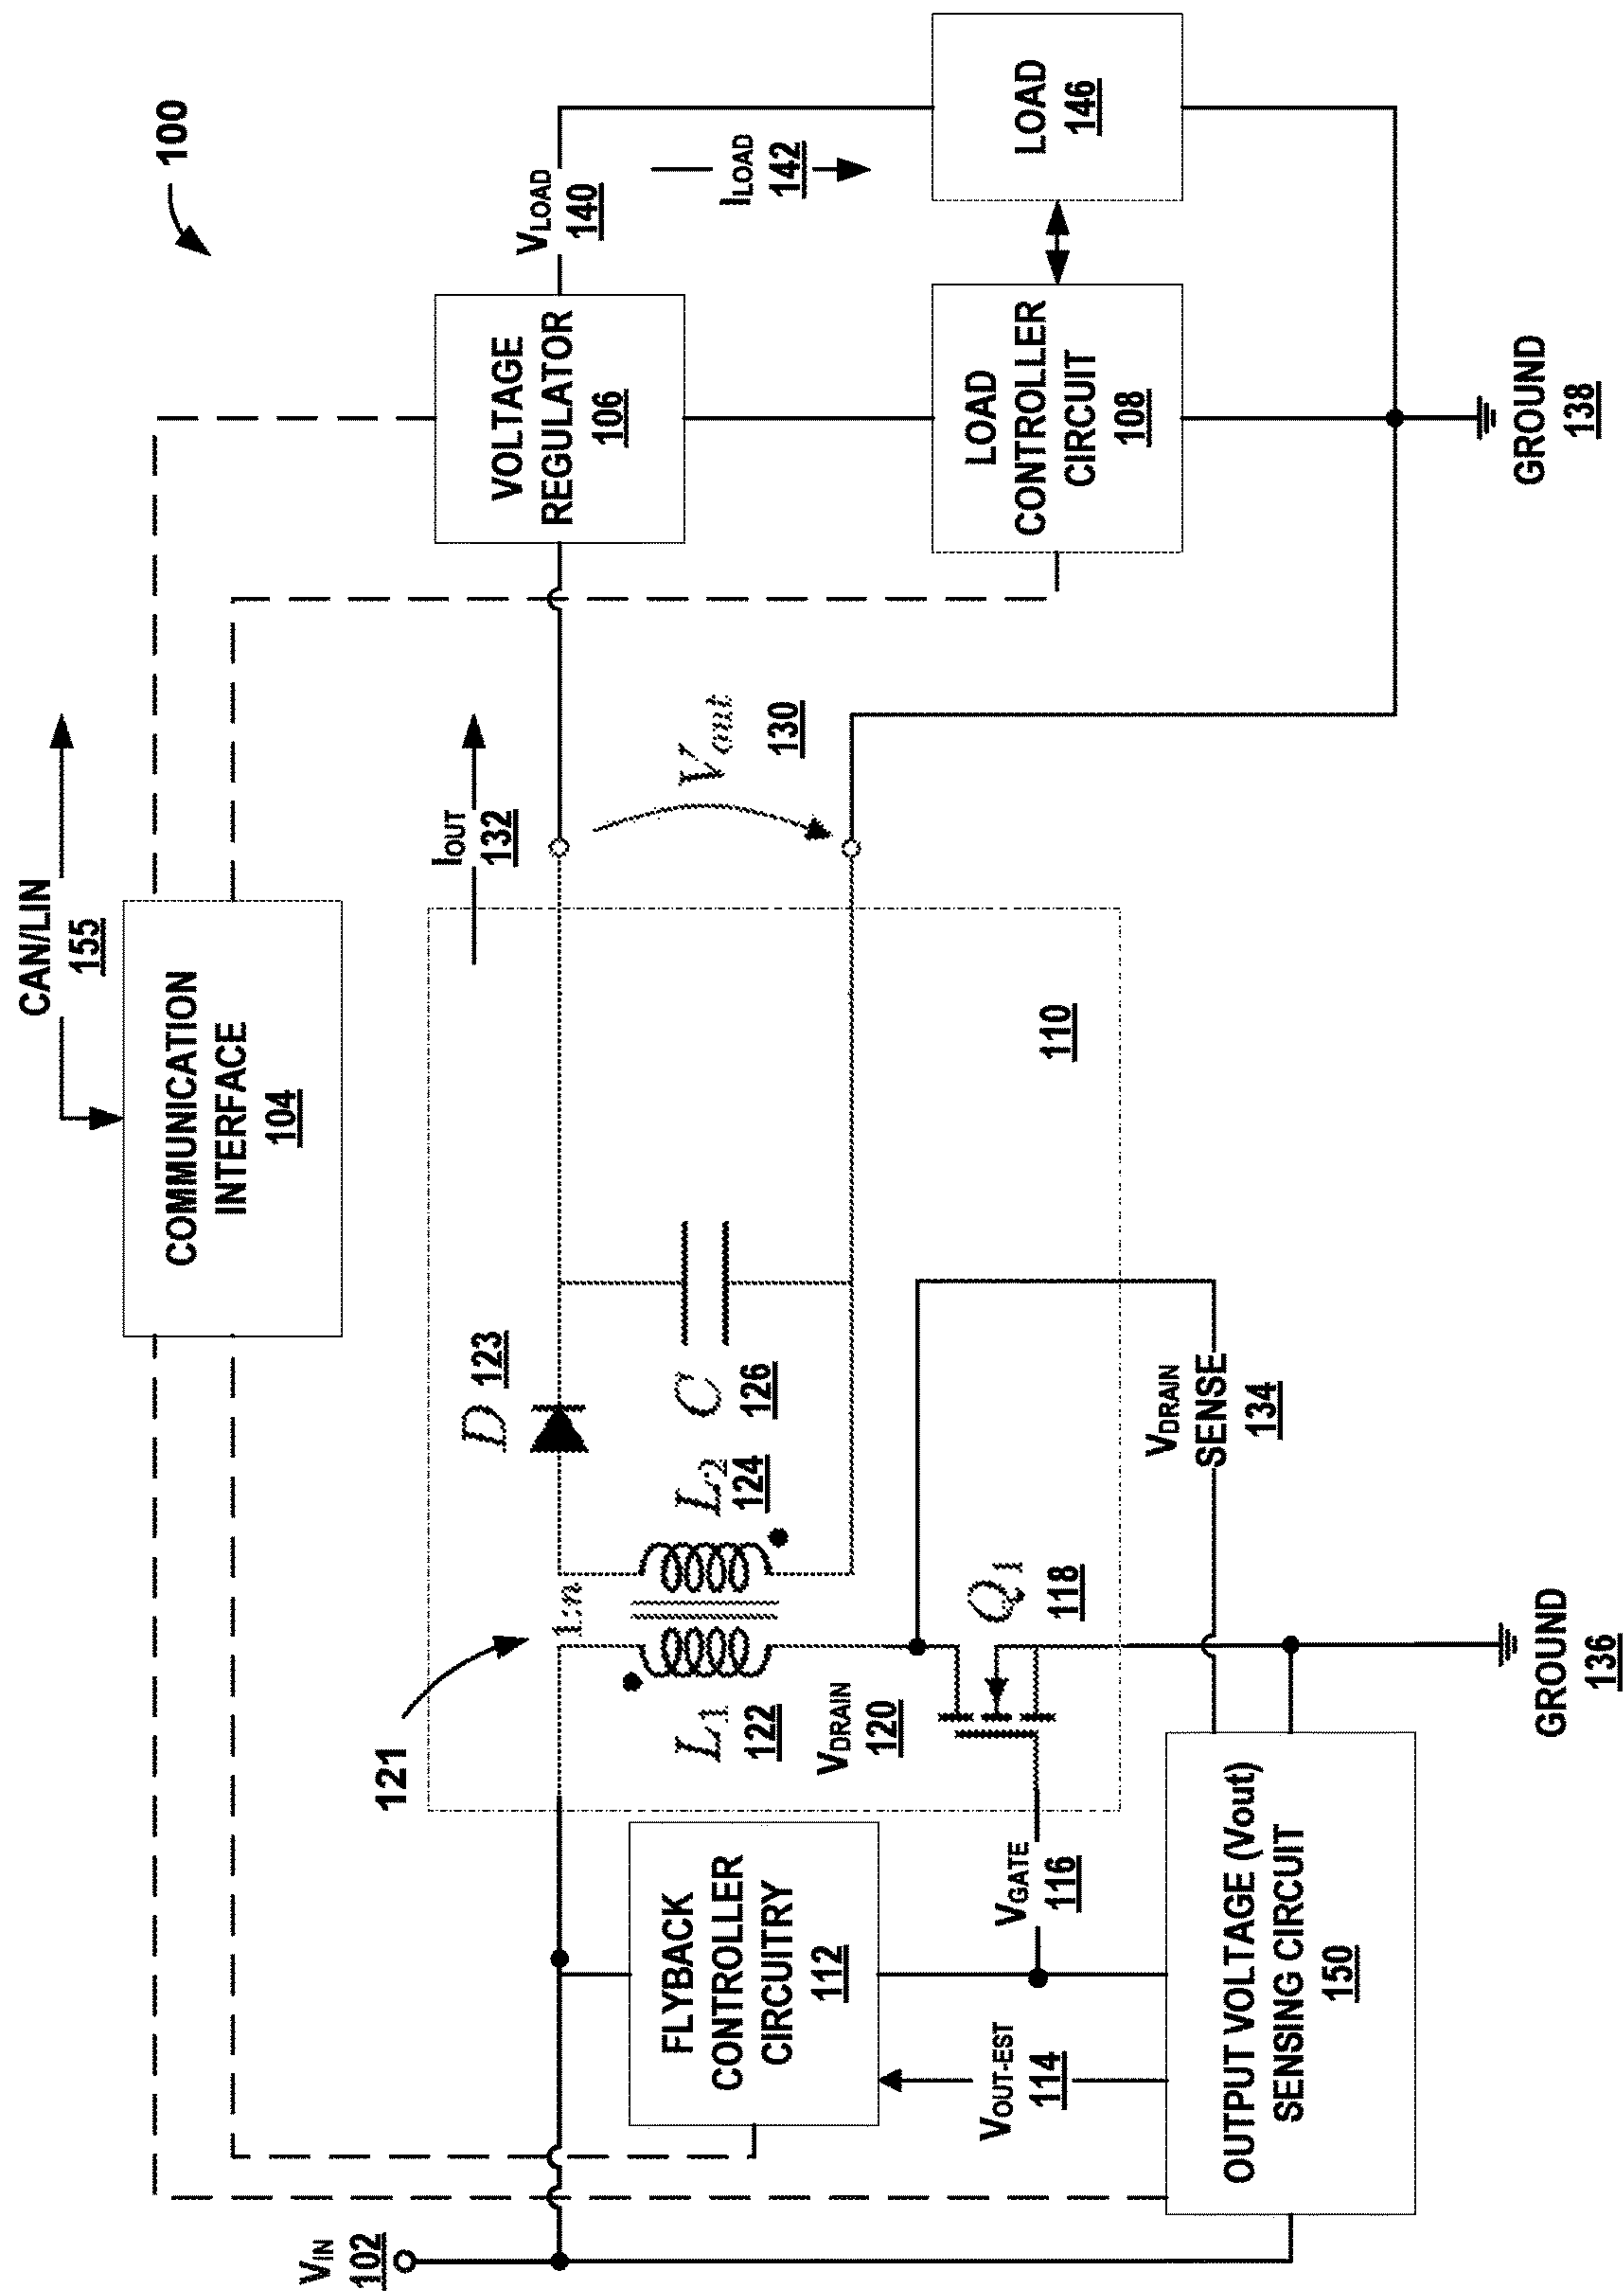 100
CAN/LIN
155
COMMUNICATION
INTERFACE
104
VIN
102
121
1:n
L1
122
L2
124
D 123
C
126
IOUT
132
Vout
130
VOLTAGE
REGULATOR
106
VLOAD
140
ILOAD
142
LOAD
146
LOAD
CONTROLLER
CIRCUIT
108
GROUND
138
FLYBACK
CONTROLLER
CIRCUITRY
112
VDRAIN
120
Q1
118
110
VGATE
116
VOUT-EST
114
VDRAIN
SENSE
134
OUTPUT VOLTAGE (Vout)
SENSING CIRCUIT
150
GROUND
136